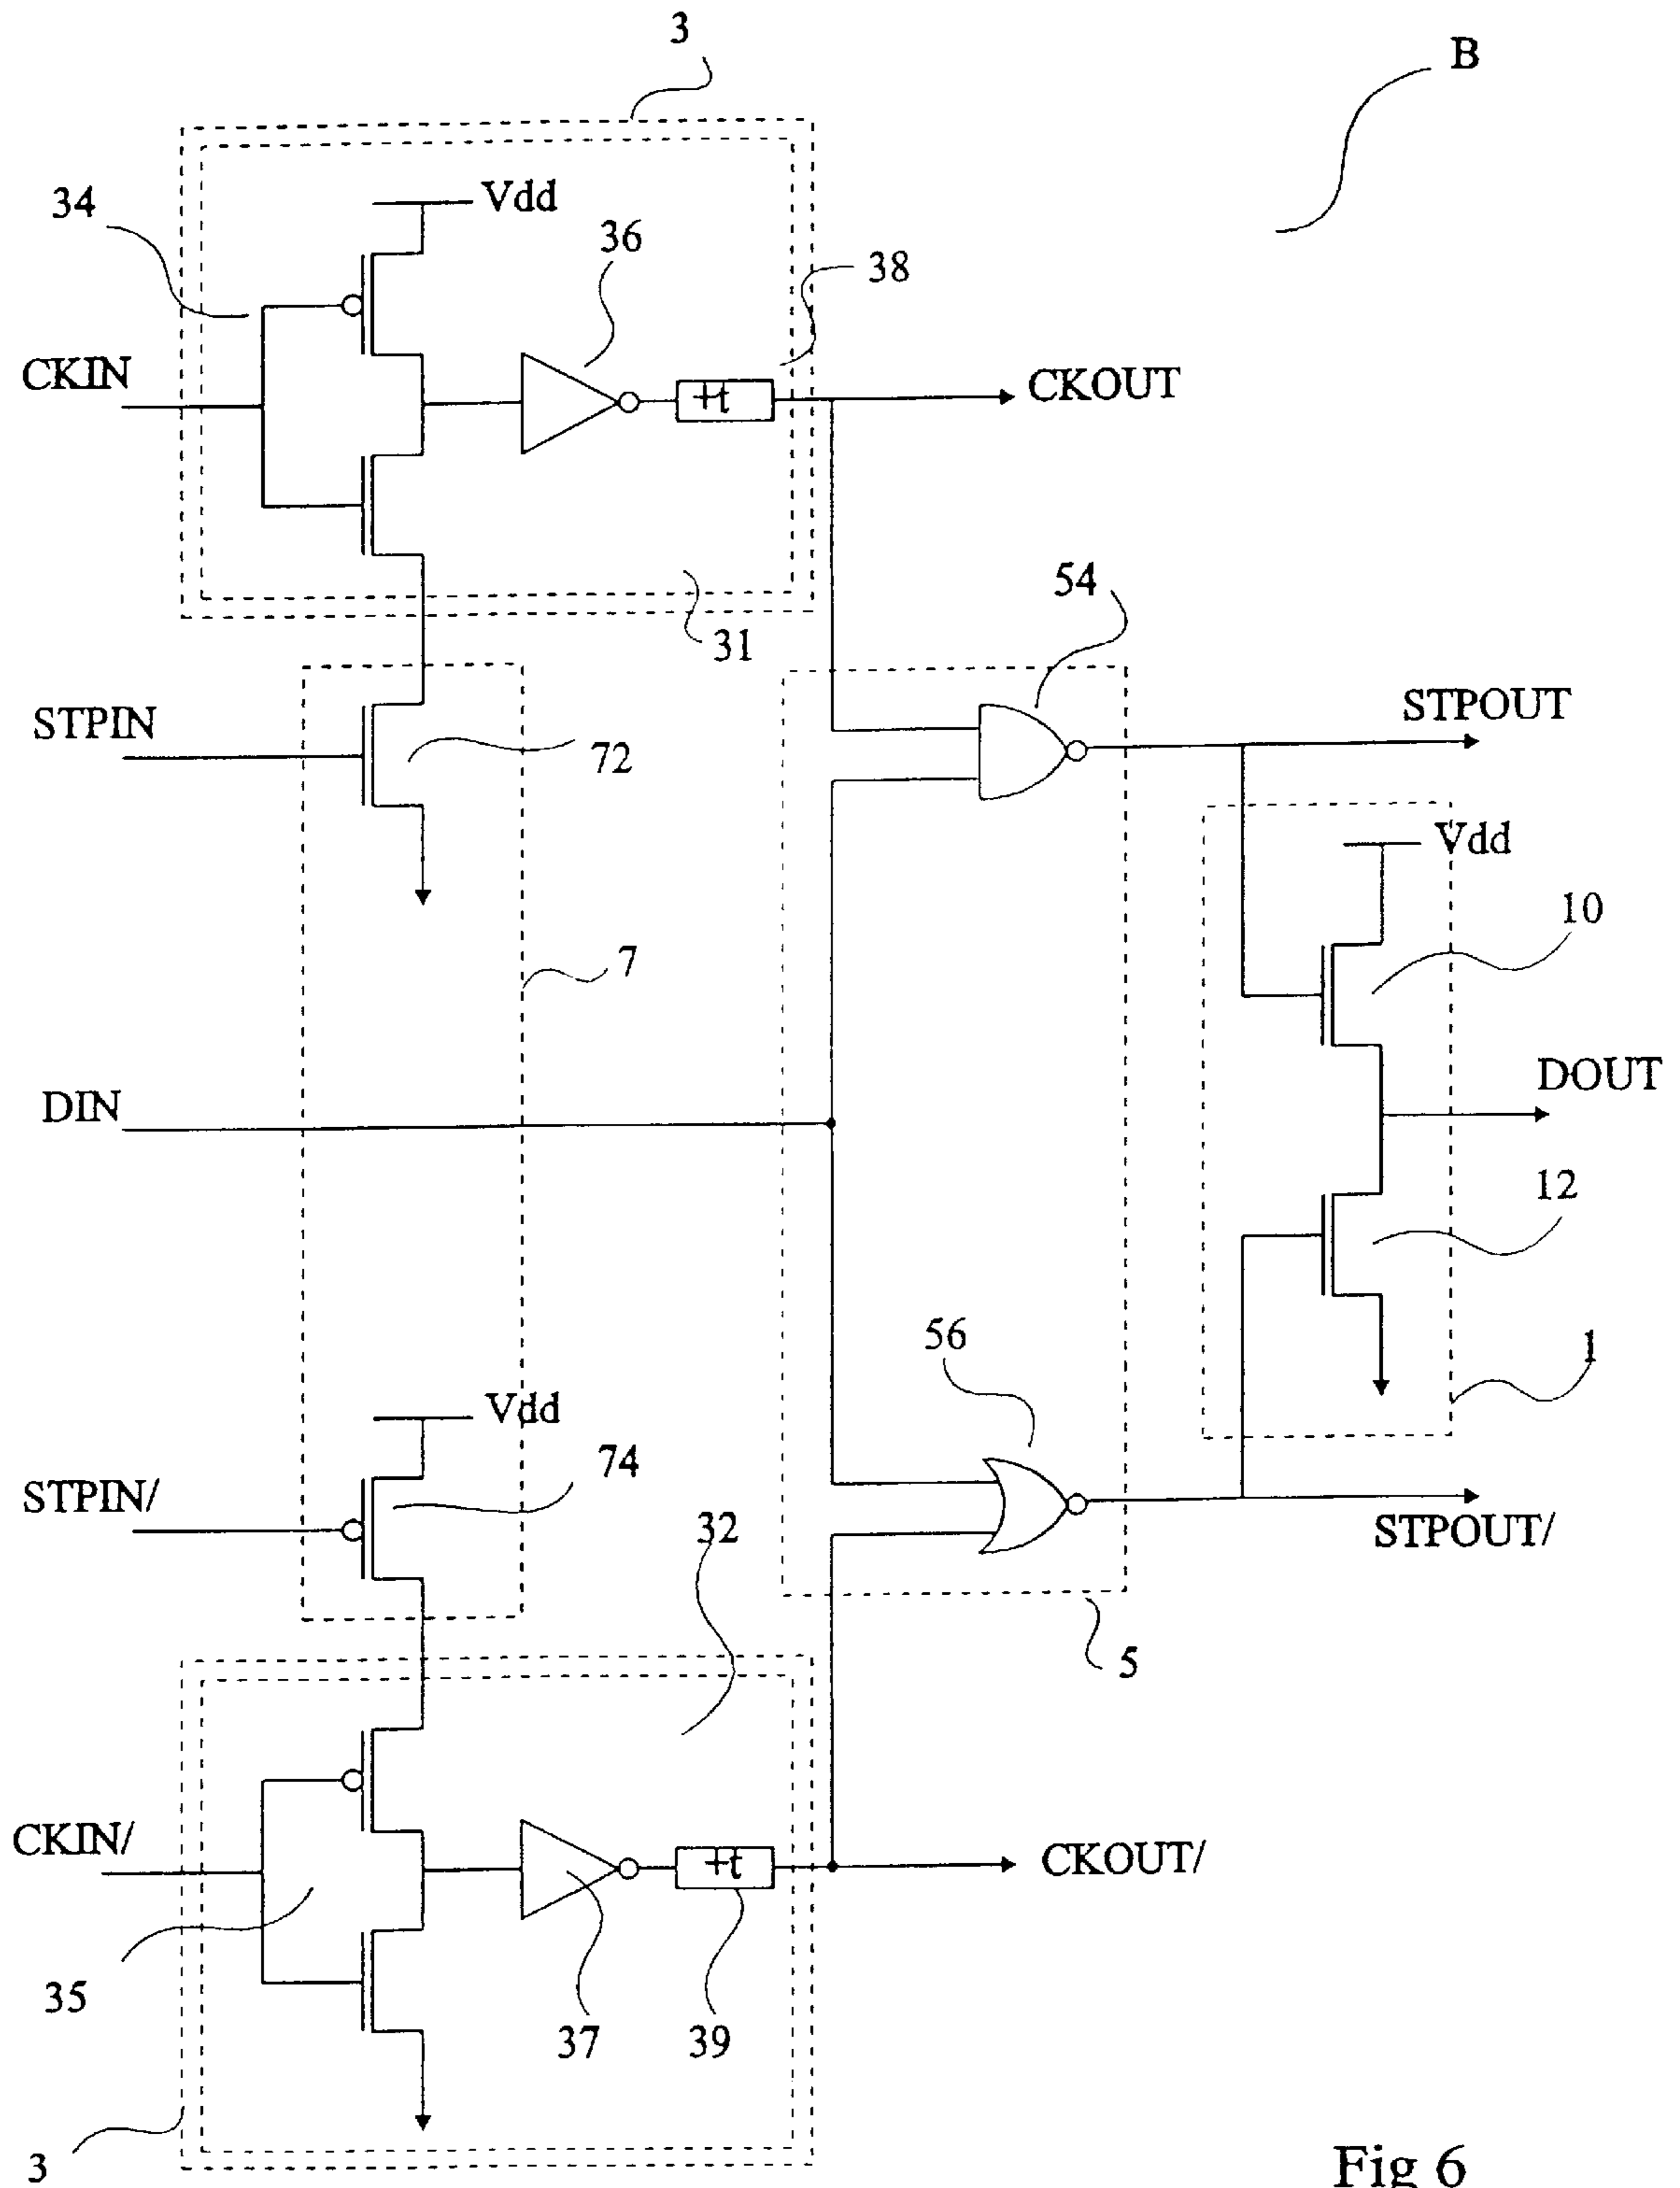 3
B
Vdd
34
36
38
CKIN
+t
CKOUT
54
31
STPIN
72
STPOUT
Vdd
10
7
DIN
DOUT
12
56
1
Vdd
74
STPIN/
32
STPOUT/
5
CKIN/
+t
CKOUT/
35
37
39
3
Fig 6